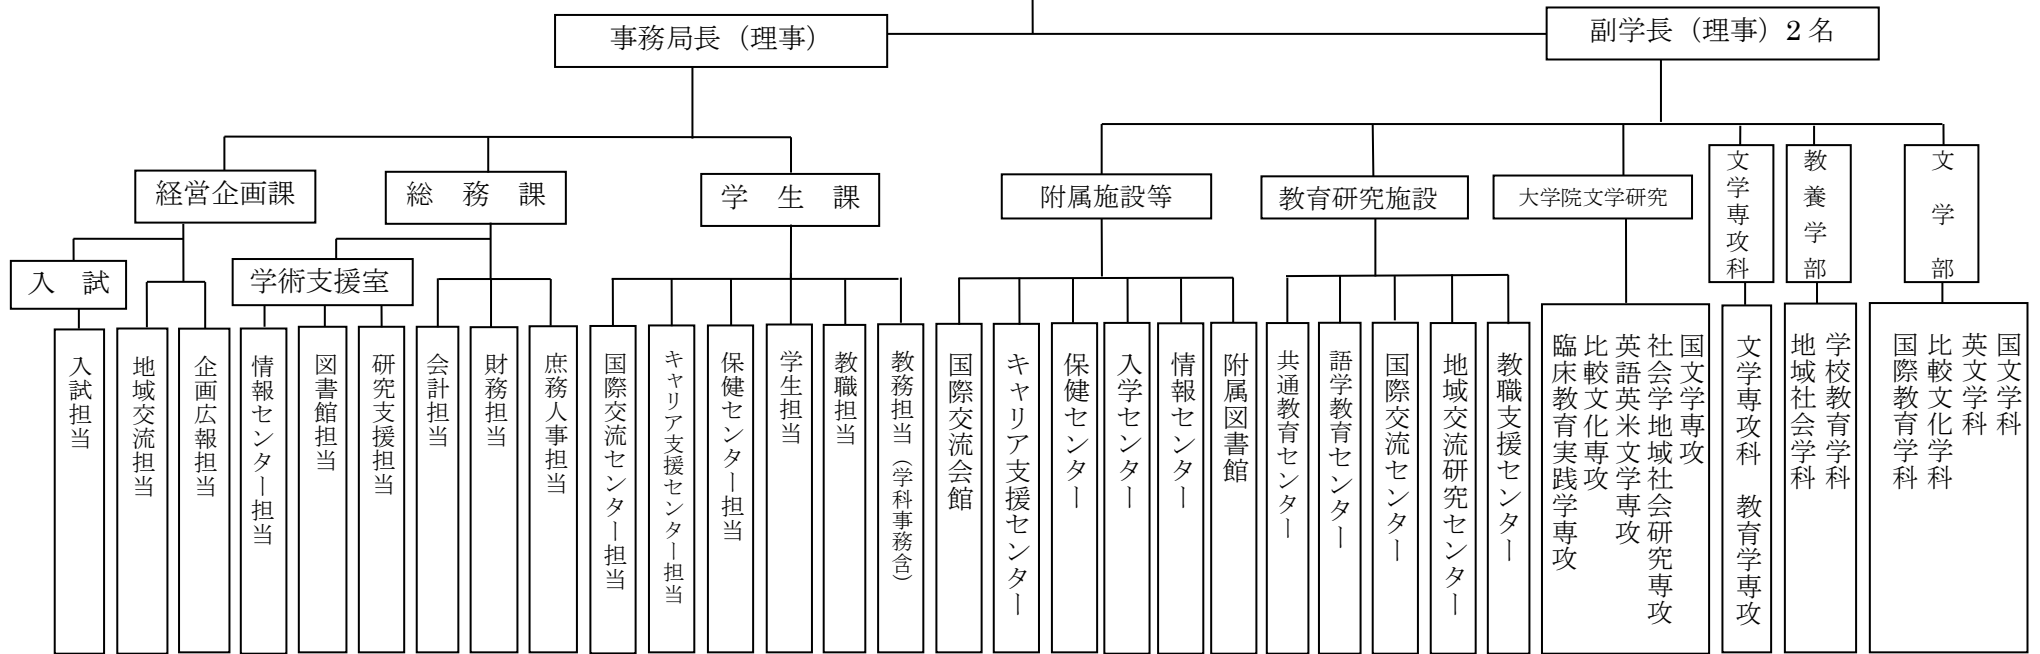 事務局長（理事）
副学長（理事）2名
経営企画課
総務課
学生課
附属施設等
教育研究施設
大学院文学研究
文学専攻科
教養学部
文学部
入試
学術支援室
入試担当
地域交流担当
企画広報担当
情報センター担当
図書館担当
研究支援担当
会計担当
財務担当
庶務人事担当
国際交流センター担当
キャリア支援センター担当
保健センター担当
学生担当
教職担当
教務担当（学科事務含）
国際交流会館
キャリア支援センター
保健センター
入学センター
情報センター
附属図書館
共通教育センター
語学教育センター
国際交流センター
地域交流研究センター
教職支援センター
国文学専攻
社会学地域社会研究専攻
英語英米文学専攻
比較文化専攻
臨床教育実践学専攻
文学専攻科　教育学専攻
学校教育学科
地域社会学科
国文学科
英文学科
比較文化学科
国際教育学科